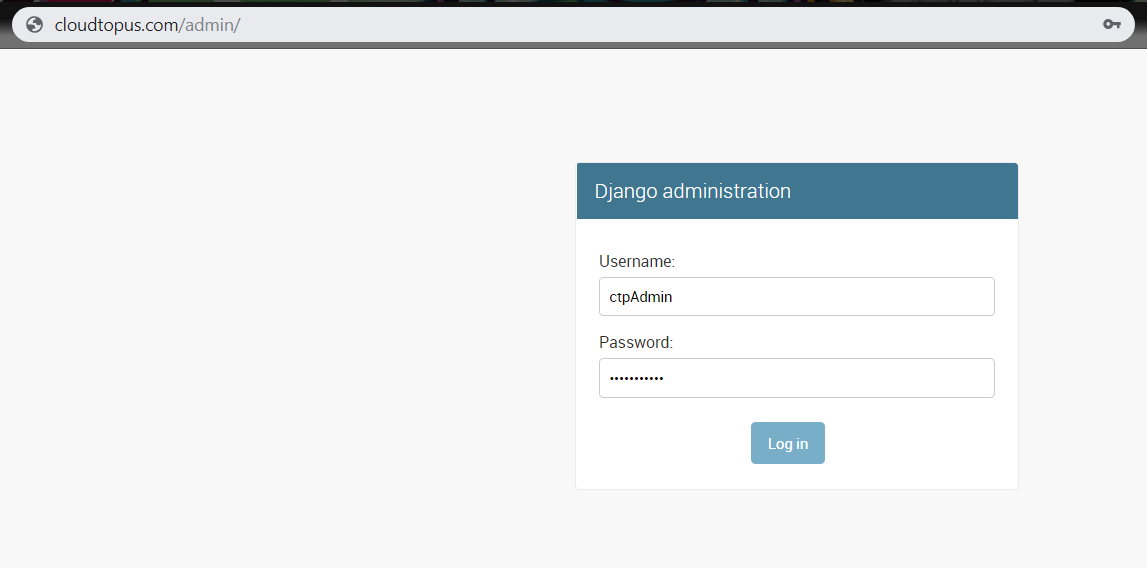 cloudtopus.com/admin/
Django administration
Username:
ctpAdmin
Password:
•••••••••••
Log in